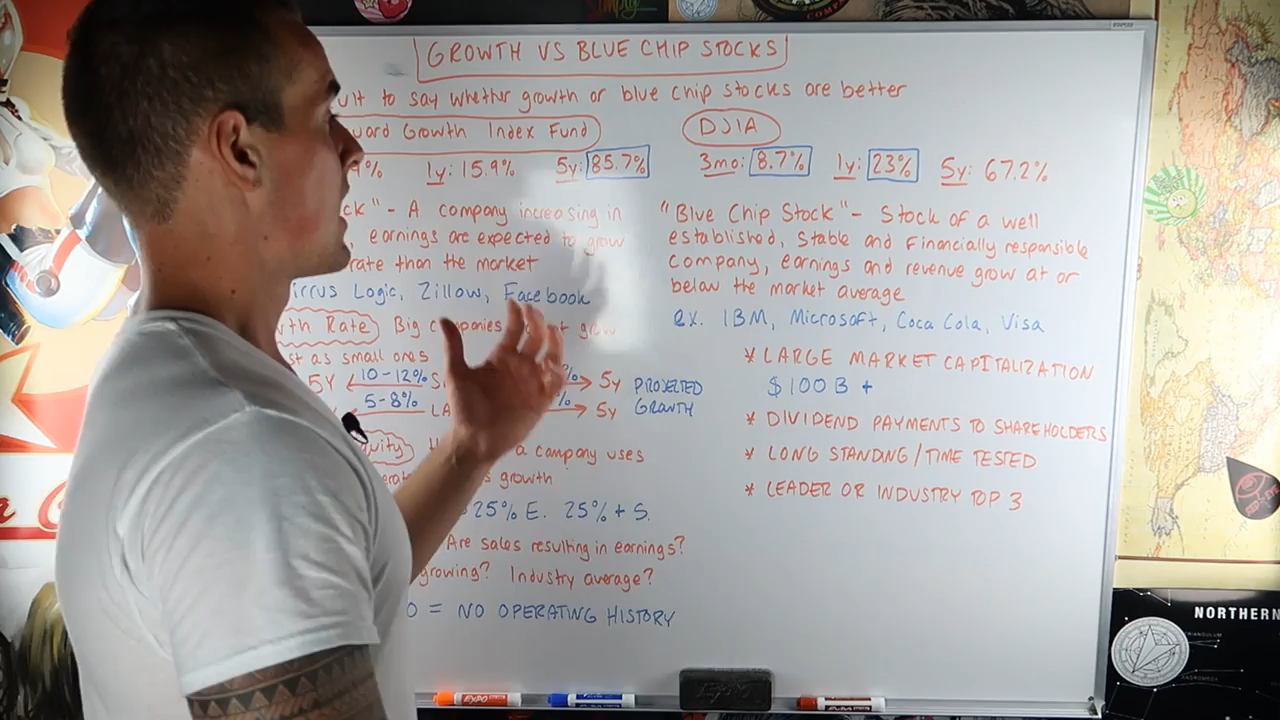 GROWTH VS BLUE CHIP STOCKS
ult to say whether growth or blue chip stocks are better
ward Growth Index Fund
9% 1y: 15.9% 5y: 85.7%
ck" - A company increasing in
, earnings are expected to grow
rate than the market
irrus Logic, Zillow, Facebook
th Rate Big companies grow
st as small ones
5Y 10-12% % 5y PROJECTED
5-8% LA % 5y GROWTH
uity a company uses
growth
25% E. 25% + S.
Are sales resulting in earnings?
growing? Industry average?
O = NO OPERATING HISTORY
DJIA
3mo: 8.7% 1y: 23% 5y: 67.2%
"Blue Chip Stock" - Stock of a well
established, stable and financially responsible
company, earnings and revenue grow at or
below the market average
ex. IBM, Microsoft, Coca Cola, Visa
* LARGE MARKET CAPITALIZATION
$100B +
* DIVIDEND PAYMENTS TO SHAREHOLDERS
* LONG STANDING/TIME TESTED
* LEADER OR INDUSTRY TOP 3
EXPO
NORTHERN
TRIANGULUM
ANDROMEDA